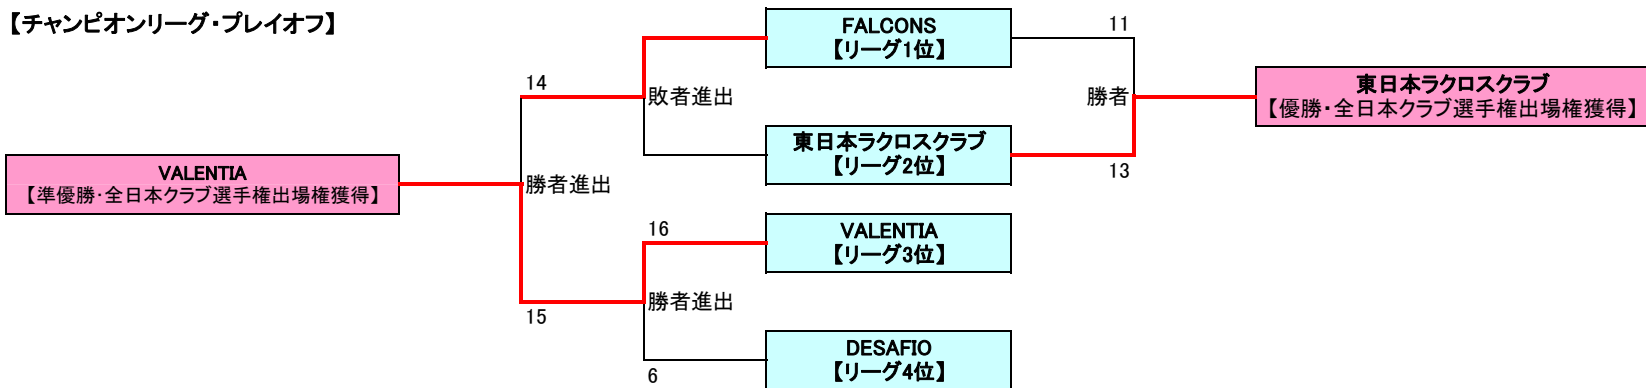 【チャンピオンリーグ・プレイオフ】
FALCONS
【リーグ1位】
11
14
敗者進出
勝者
東日本ラクロスクラブ
【優勝・全日本クラブ選手権出場権獲得】
東日本ラクロスクラブ
【リーグ2位】
13
VALENTIA
【準優勝・全日本クラブ選手権出場権獲得】
勝者進出
16
VALENTIA
【リーグ3位】
勝者進出
15
DESAFIO
【リーグ4位】
6